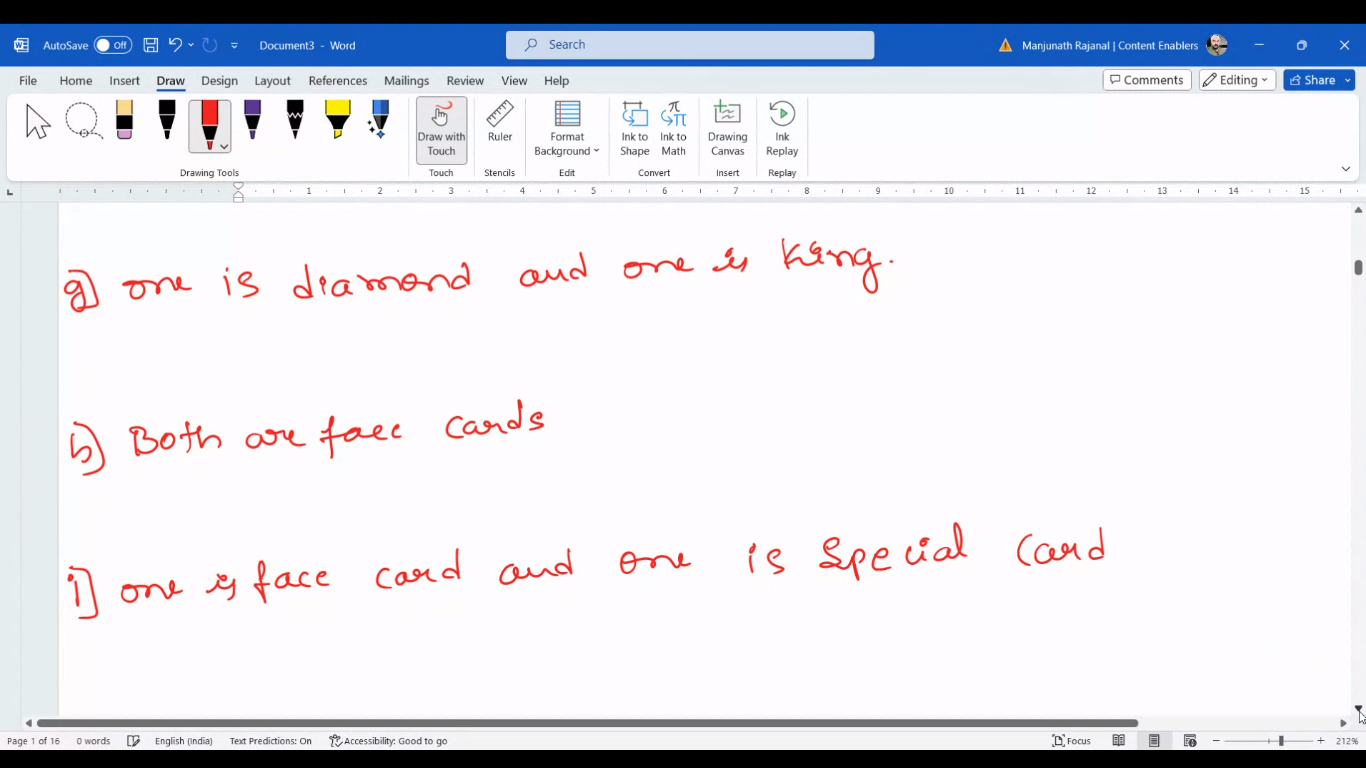 AutoSave Off Document3 - Word Search Manjunath Rajanal | Content Enablers
File Home Insert Draw Design Layout References Mailings Review View Help Comments Editing Share
Draw with Touch Ruler Format Background Ink to Shape Ink to Math Drawing Canvas Ink Replay
Drawing Tools Touch Stencils Edit Convert Insert Replay
1 2 3 4 5 6 7 8 9 10 11 12 13 14 15
g) one is diamond and one is king.
h) Both are face cards
i) one is face card and one is special card
Page 1 of 16 0 words English (India) Text Predictions: On Accessibility: Good to go Focus 212%